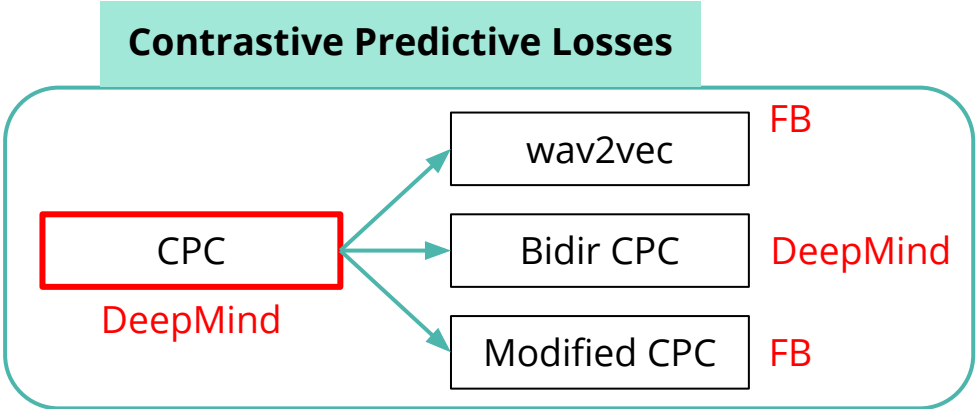 Contrastive Predictive Losses
FB
wav2vec
CPC
Bidir CPC
DeepMind
DeepMind
Modified CPC
FB